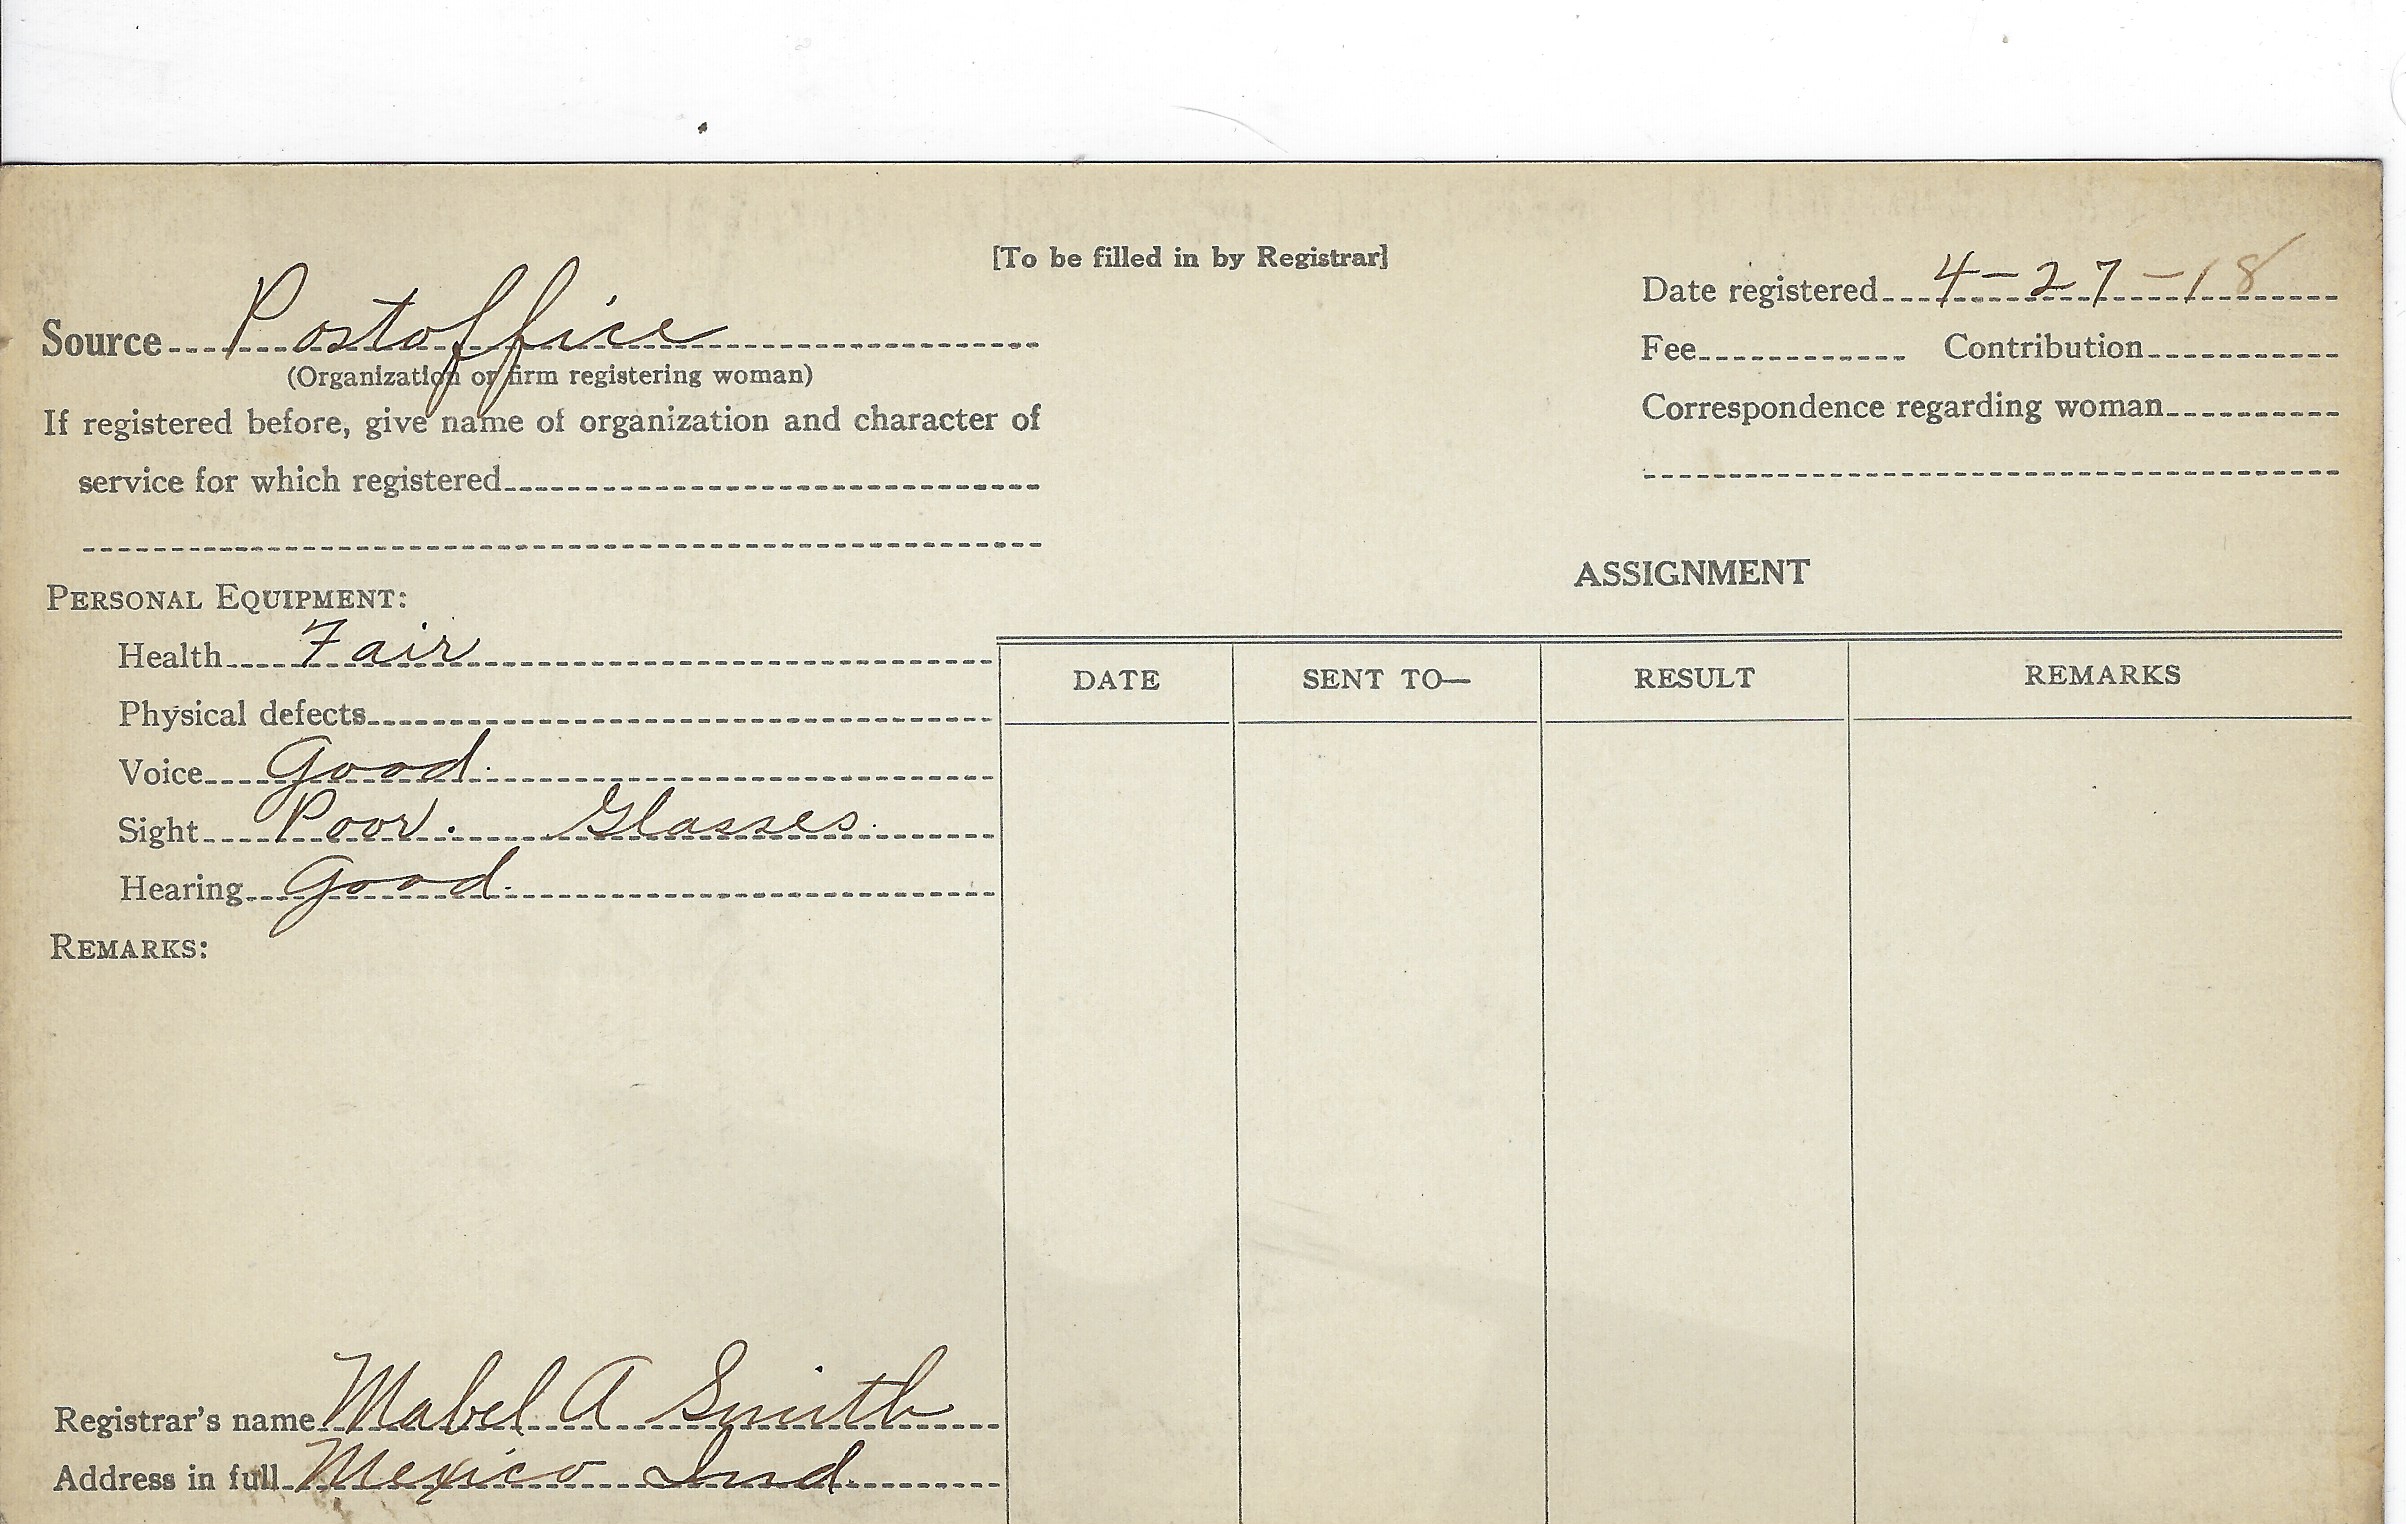 [To be filled in by Registrar]
Date registered 4-27-18
Source Postoffice
(Organization or firm registering woman)
Fee Contribution
If registered before, give name of organization and character of
service for which registered
Correspondence regarding woman
ASSIGNMENT
PERSONAL EQUIPMENT:
Health Fair
Physical defects
Voice Good.
Sight Poor. Glasses.
Hearing Good.
REMARKS:
DATE SENT TO— RESULT REMARKS
Registrar's name Mabel A Smith
Address in full Mexico Ind.